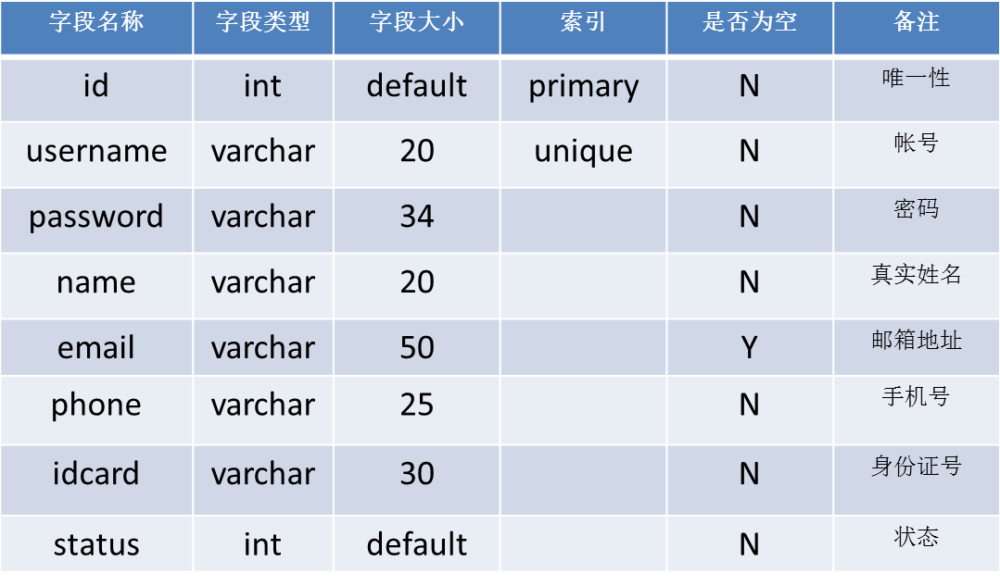 字段名称 字段类型 字段大小 索引 是否为空 备注
id int default primary N 唯一性
username varchar 20 unique N 帐号
password varchar 34 N 密码
name varchar 20 N 真实姓名
email varchar 50 Y 邮箱地址
phone varchar 25 N 手机号
idcard varchar 30 N 身份证号
status int default N 状态